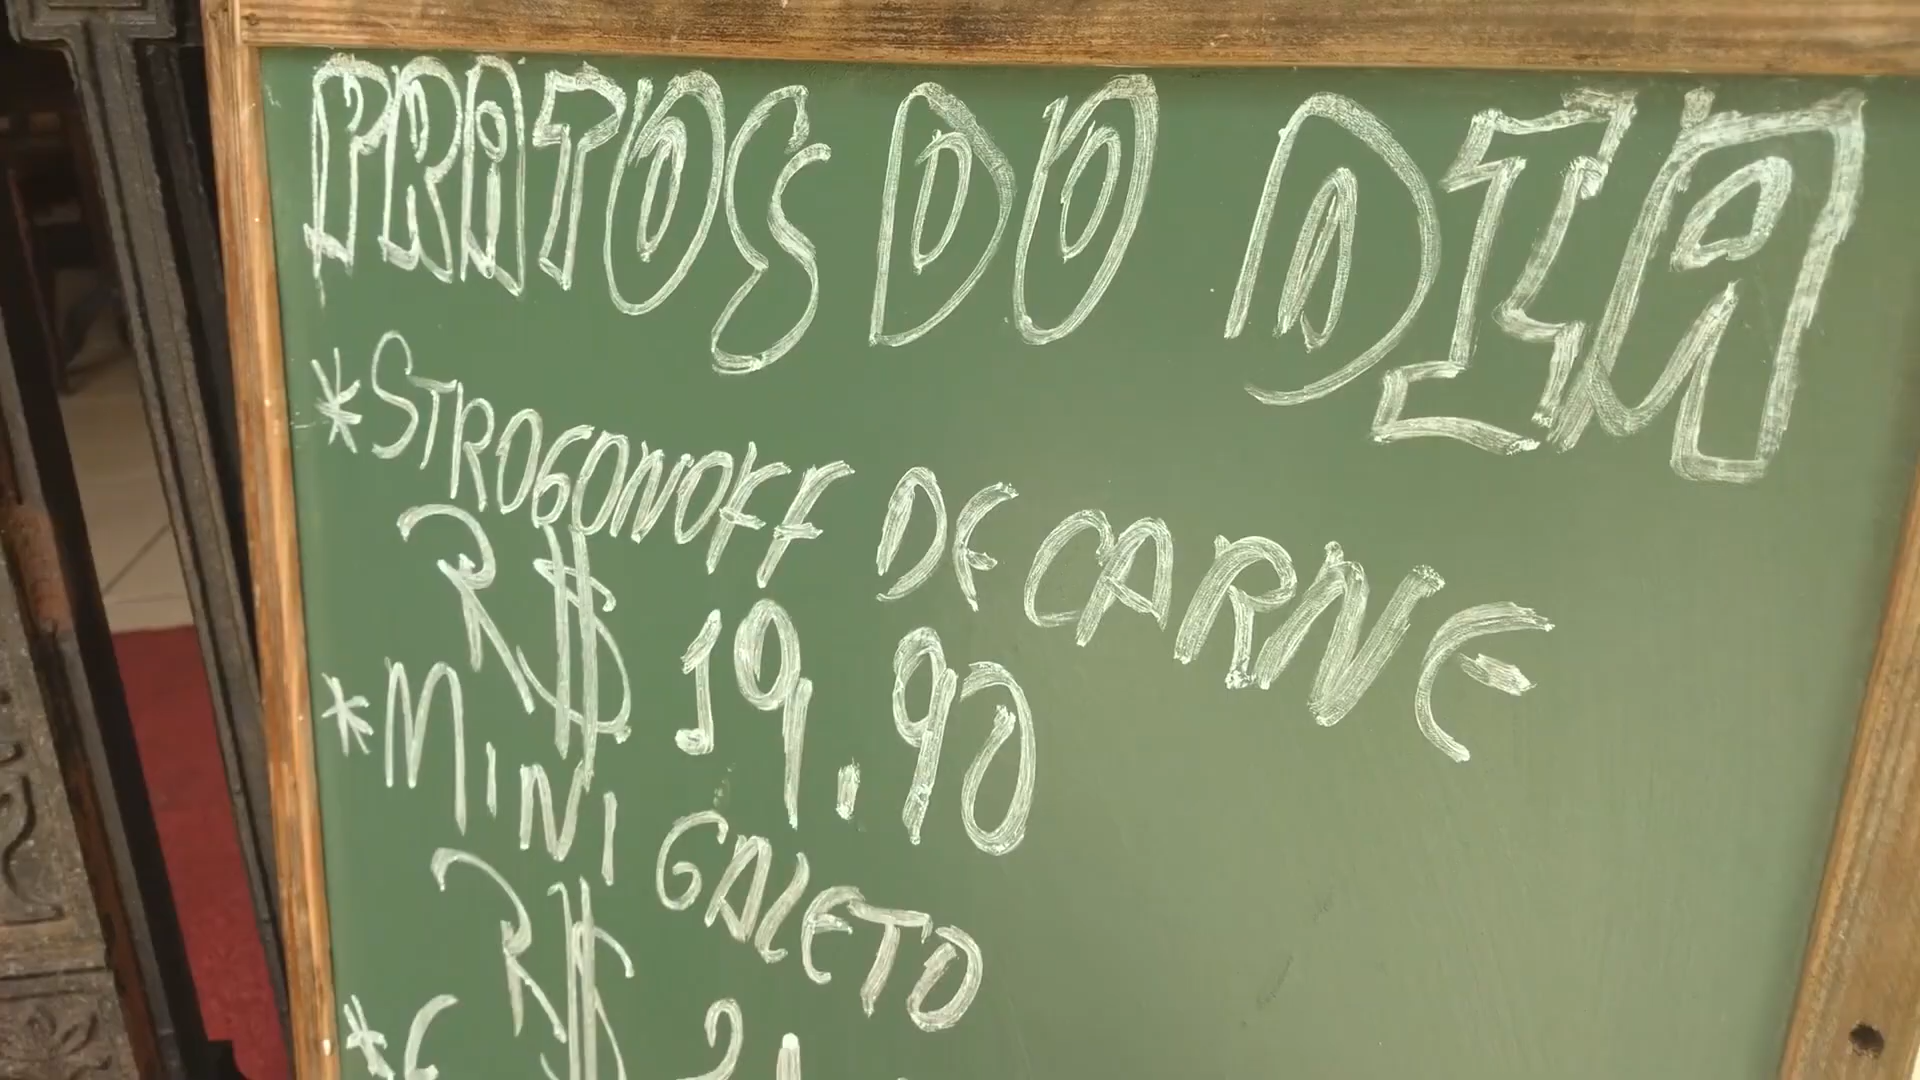 PRATOS DO DIA
*STROGONOFF DE CARNE
R$ 19.90
*MINI GALETO
R$